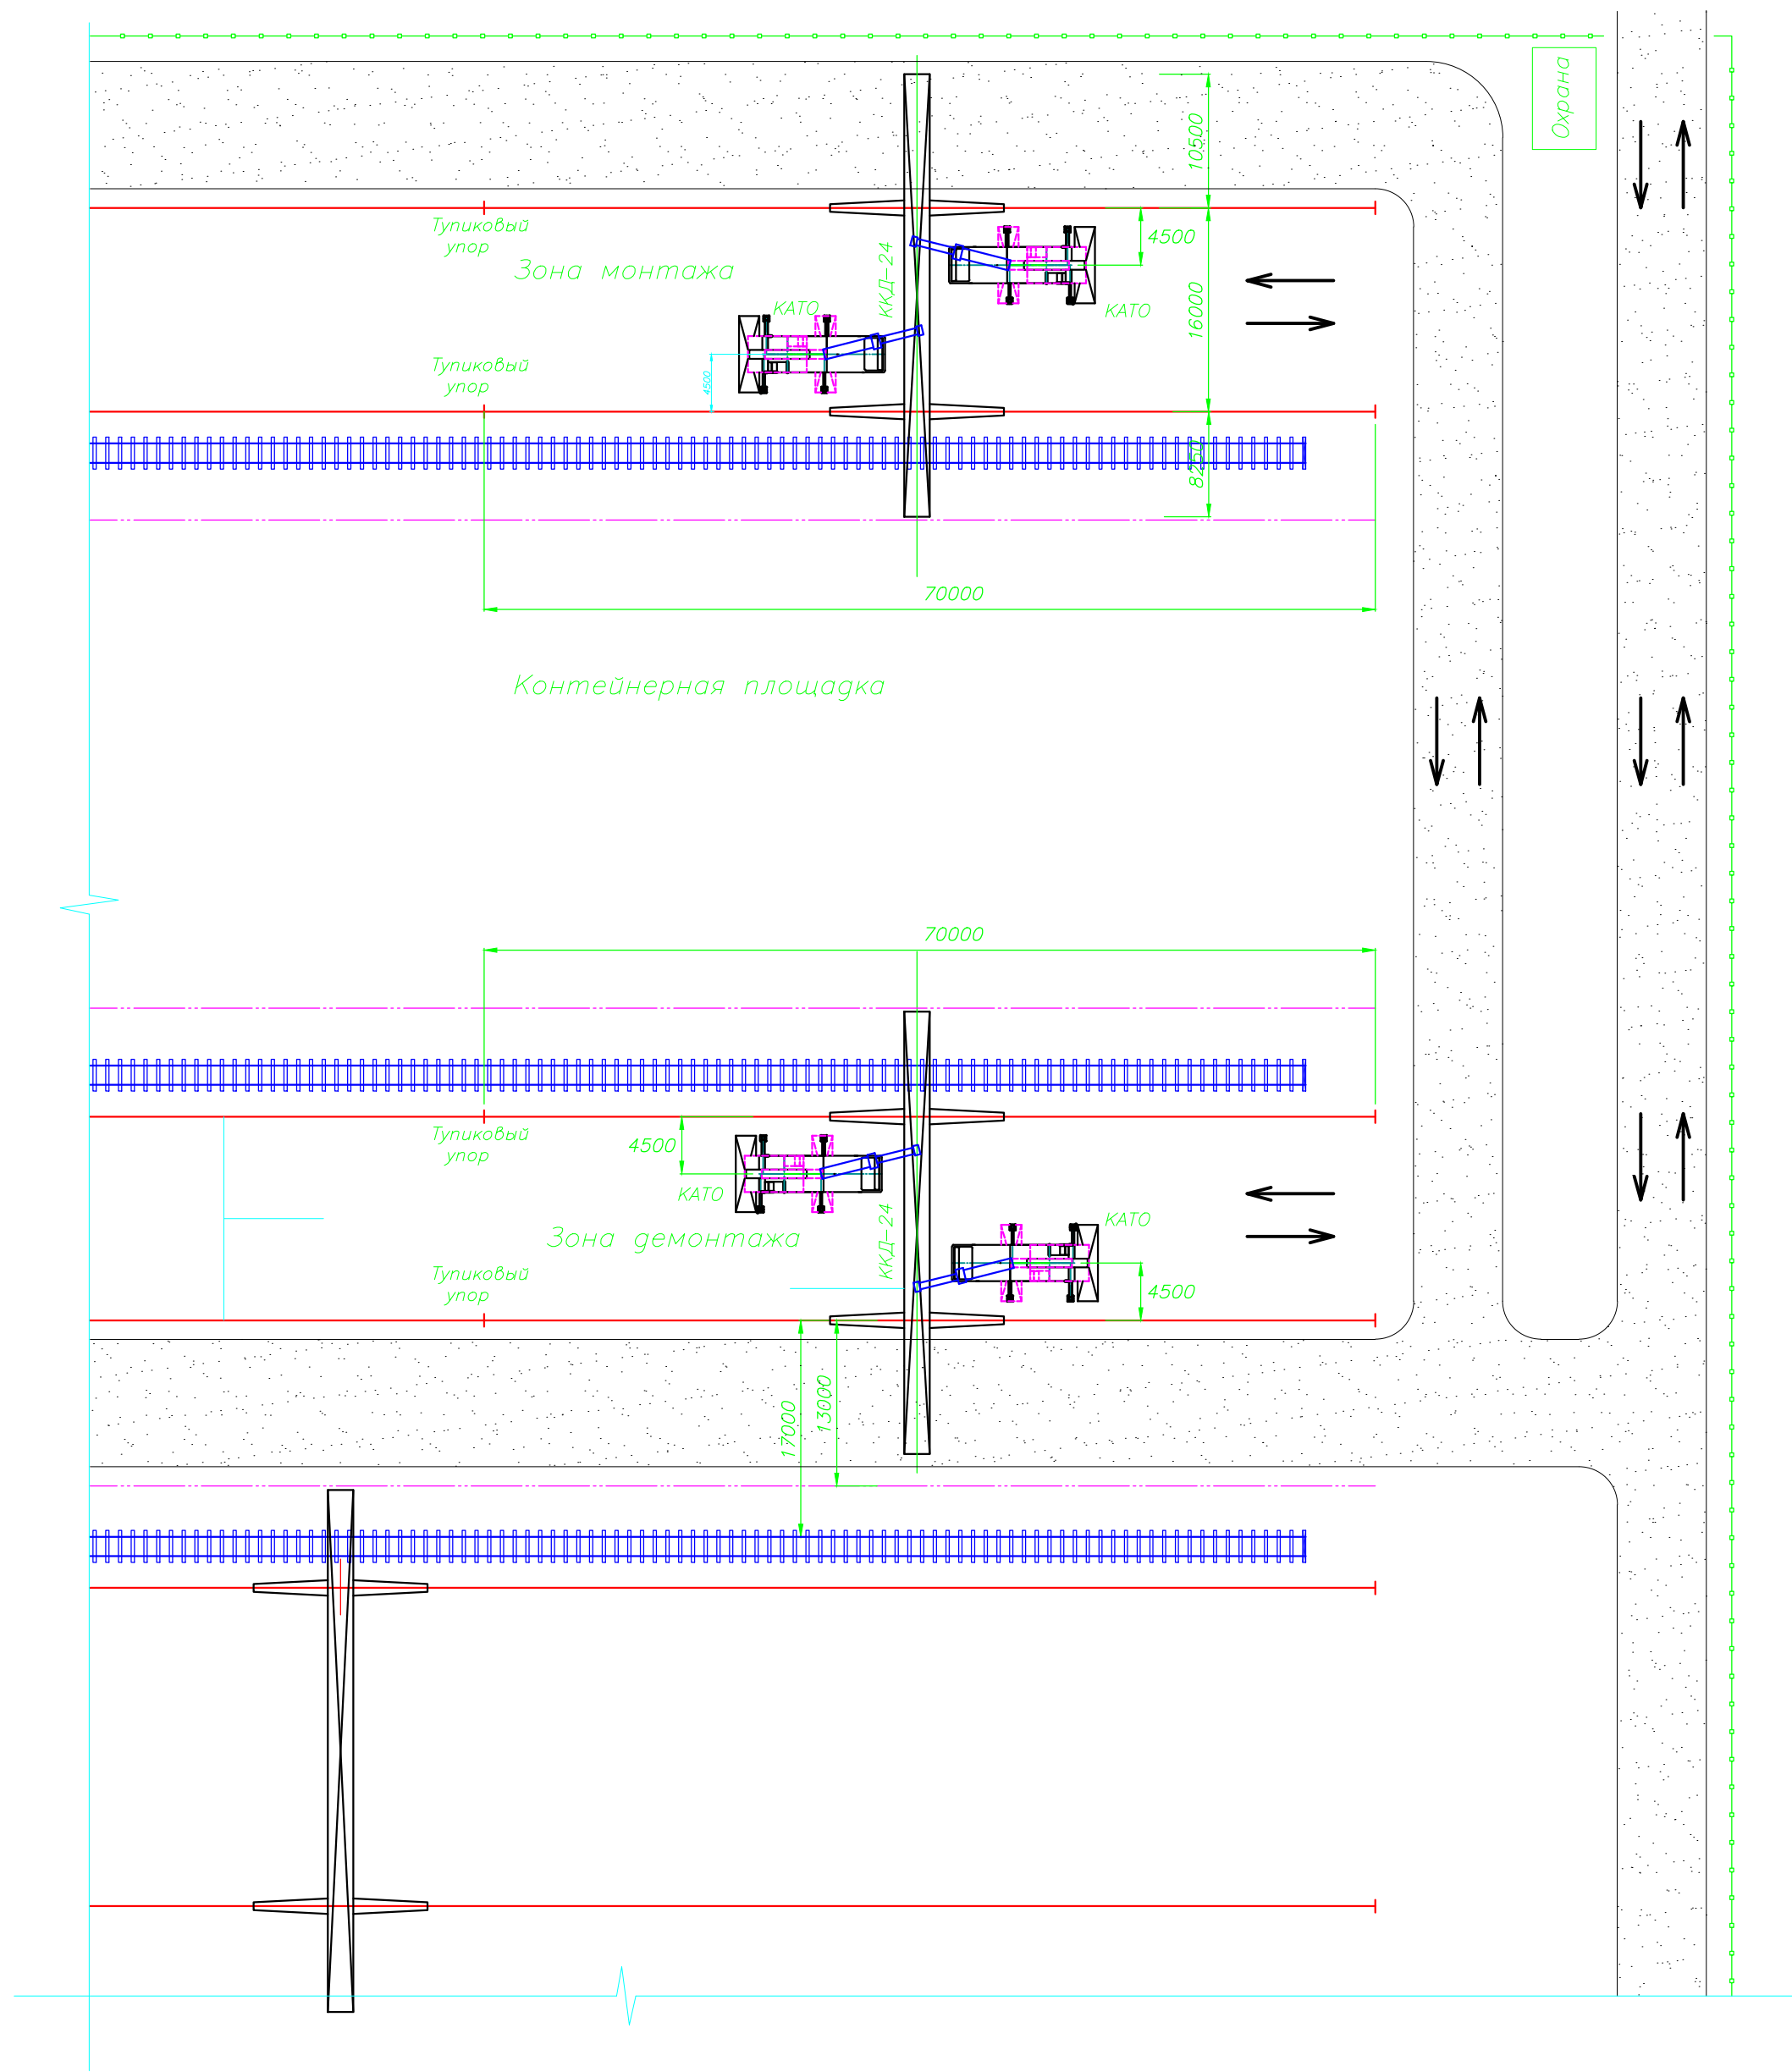 Охрана
10500
Тупиковый
упор
4500
Зона монтажа
ККД-24
КАТО
КАТО
16000
Тупиковый
упор
4500
8250
70000
Контейнерная площадка
70000
Тупиковый
упор
4500
КАТО
ККД-24
КАТО
Зона демонтажа
Тупиковый
упор
4500
17000
13000